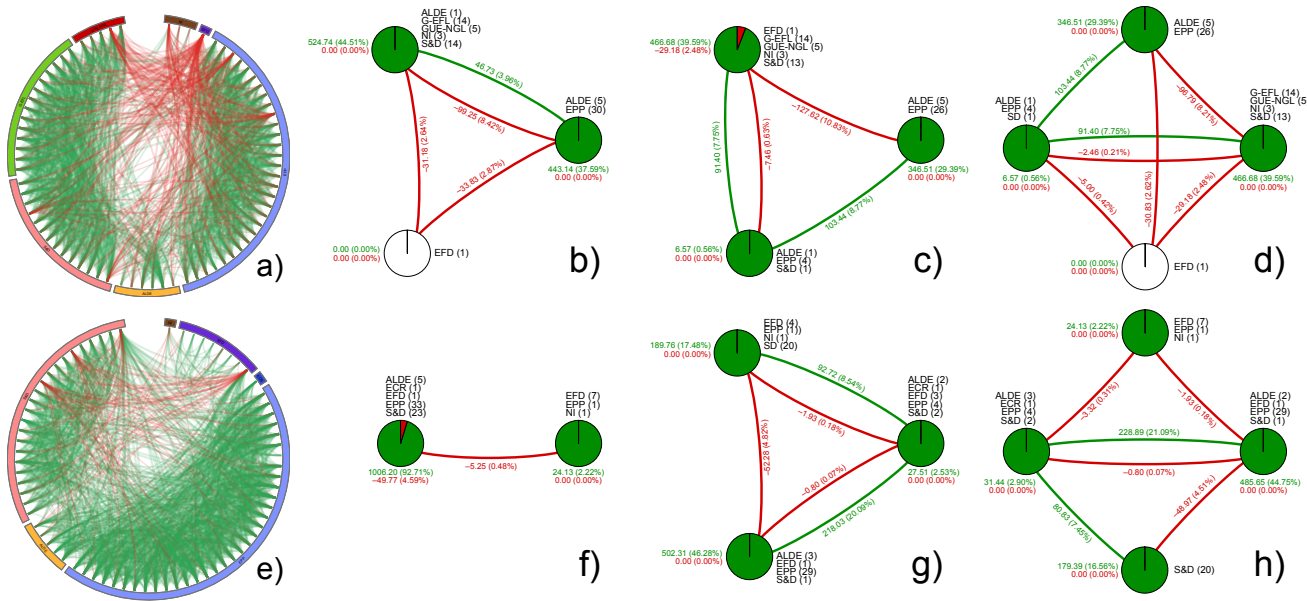 a)
ALDE (1)
G-EFL (14)
GUE-NGL (5)
NI (3)
S&D (14)
524.74 (44.51%)
0.00 (0.00%)
46.73 (3.96%)
−99.25 (8.42%)
−31.18 (2.64%)
−33.83 (2.87%)
ALDE (5)
EPP (30)
443.14 (37.59%)
0.00 (0.00%)
0.00 (0.00%)
0.00 (0.00%)
EFD (1)
b)
EFD (1)
G-EFL (14)
GUE-NGL (5)
NI (3)
S&D (13)
466.68 (39.59%)
−29.18 (2.48%)
−127.62 (10.83%)
91.40 (7.75%)
−7.46 (0.63%)
103.44 (8.77%)
ALDE (5)
EPP (26)
346.51 (29.39%)
0.00 (0.00%)
6.57 (0.56%)
0.00 (0.00%)
ALDE (1)
EPP (4)
S&D (1)
c)
346.51 (29.39%)
0.00 (0.00%)
ALDE (5)
EPP (26)
103.44 (8.77%)
−96.79 (8.21%)
ALDE (1)
EPP (4)
SD (1)
6.57 (0.56%)
0.00 (0.00%)
91.40 (7.75%)
−2.46 (0.21%)
G-EFL (14)
GUE-NGL (5
NI (3)
S&D (13)
466.68 (39.59%)
0.00 (0.00%)
−5.00 (0.42%)
−30.83 (2.62%)
−29.18 (2.48%)
0.00 (0.00%)
0.00 (0.00%)
EFD (1)
d)
e)
ALDE (5)
ECR (1)
EFD (1)
EPP (33)
S&D (23)
1006.20 (92.71%)
−49.77 (4.59%)
−5.25 (0.48%)
EFD (7)
EPP (1)
NI (1)
24.13 (2.22%)
0.00 (0.00%)
f)
EFD (4)
EPP (1))
NI (1)
SD (20)
189.76 (17.48%)
0.00 (0.00%)
92.72 (8.54%)
−1.93 (0.18%)
−52.28 (4.82%)
−0.80 (0.07%)
218.03 (20.09%)
ALDE (2)
ECR (1)
EFD (3)
EPP (4)
S&D (2)
27.51 (2.53%)
0.00 (0.00%)
502.31 (46.28%)
0.00 (0.00%)
ALDE (3)
EFD (1)
EPP (29)
S&D (1)
g)
24.13 (2.22%)
0.00 (0.00%)
EFD (7)
EPP (1)
NI (1)
−3.32 (0.31%)
−1.93 (0.18%)
ALDE (3)
ECR (1)
EPP (4)
S&D (2)
31.44 (2.90%)
0.00 (0.00%)
228.89 (21.09%)
−0.80 (0.07%)
ALDE (2)
EFD (1)
EPP (29)
S&D (1)
485.65 (44.75%)
0.00 (0.00%)
80.83 (7.45%)
−48.97 (4.51%)
179.39 (16.56%)
0.00 (0.00%)
S&D (20)
h)